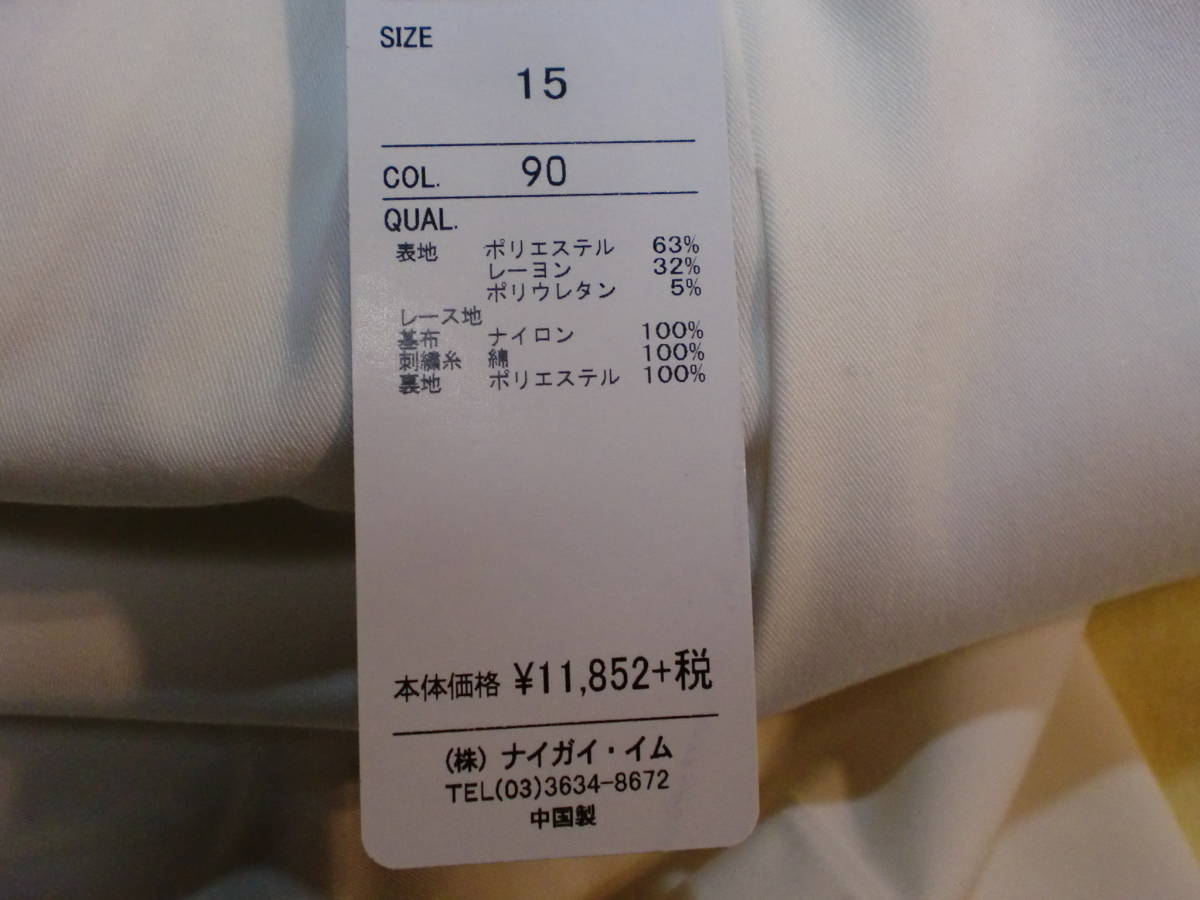 SIZE
15
COL. 90
QUAL.
表地 ポリエステル 63%
レーヨン 32%
ポリウレタン 5%
レース地
基布 ナイロン 100%
刺繍糸 綿 100%
裏地 ポリエステル 100%
本体価格 ¥11,852+税
(株) ナイガイ・イム
TEL(03)3634-8672
中国製